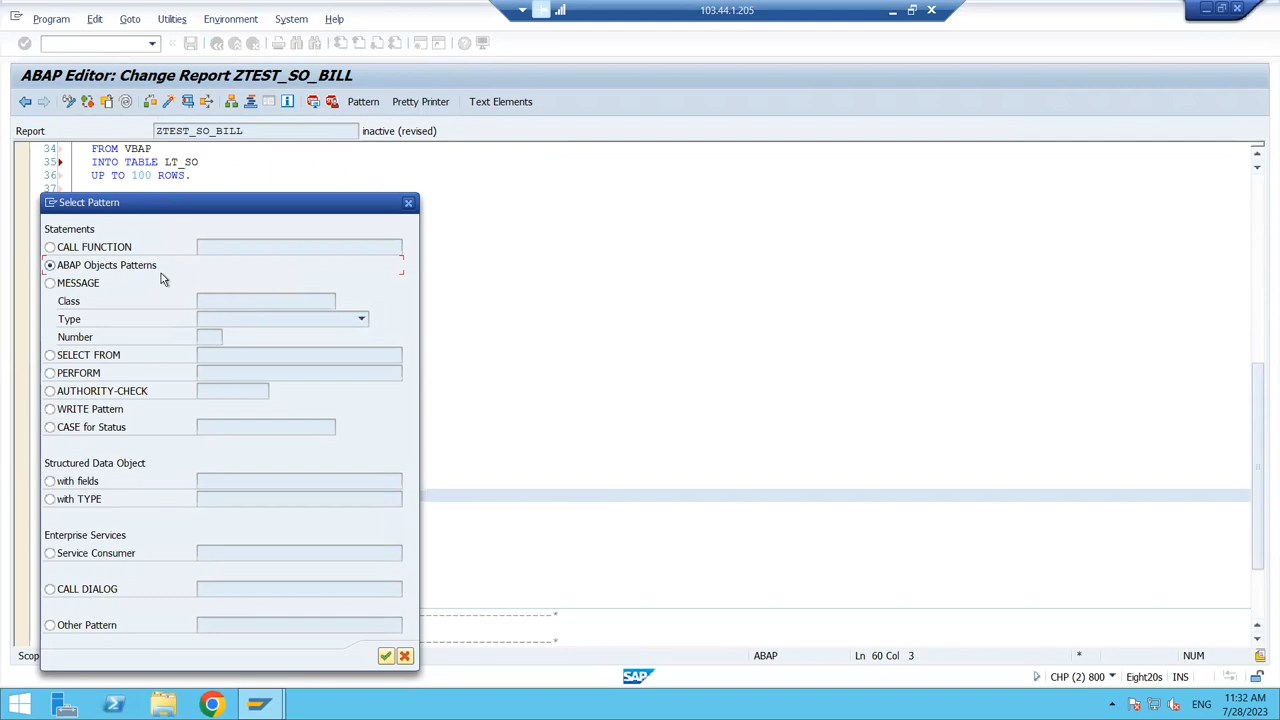 Program Edit Goto Utilities Environment System Help
103.44.1.205
ABAP Editor: Change Report ZTEST_SO_BILL
Pattern Pretty Printer Text Elements
Report ZTEST_SO_BILL inactive (revised)
34 FROM VBAP
35 INTO TABLE LT_SO
36 UP TO 100 ROWS.
37
Select Pattern
Statements
CALL FUNCTION
ABAP Objects Patterns
MESSAGE
Class
Type
Number
SELECT FROM
PERFORM
AUTHORITY-CHECK
WRITE Pattern
CASE for Status
Structured Data Object
with fields
with TYPE
Enterprise Services
Service Consumer
CALL DIALOG
Other Pattern
Scop ABAP Ln 60 Col 3 * NUM
SAP CHP (2) 800 Eight20s INS
ENG
11:32 AM
7/28/2023